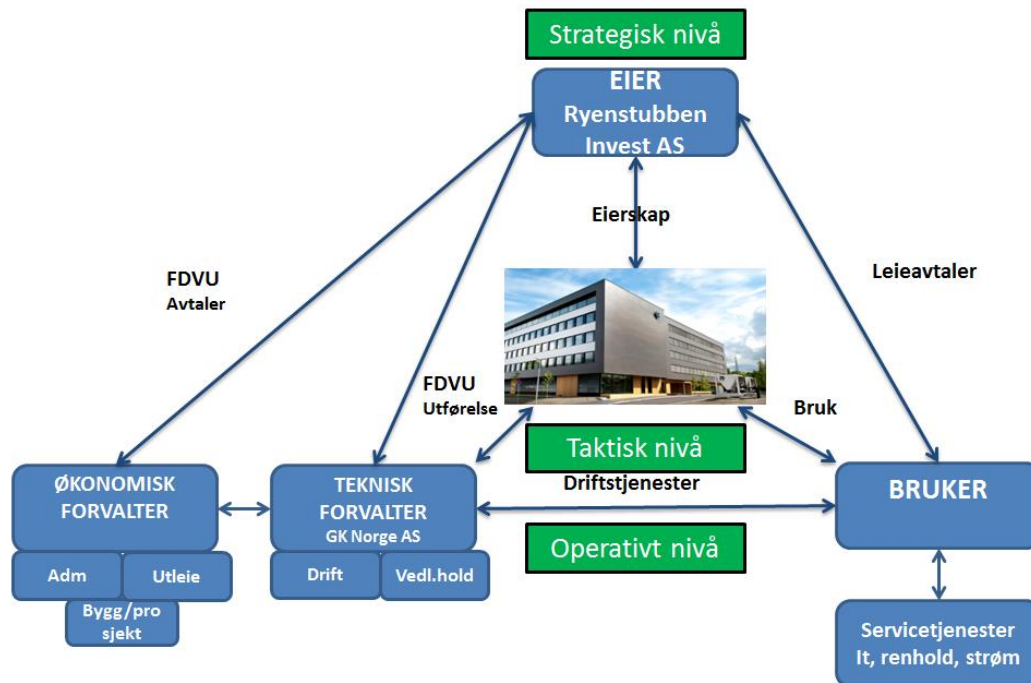 Strategisk nivå
EIER
Ryenstubben
Invest AS
Eierskap
FDVU
Avtaler
Leieavtaler
FDVU
Utførelse
Bruk
Taktisk nivå
Driftstjenester
Operativt nivå
ØKONOMISK
FORVALTER
Adm
Utleie
Bygg/pro
sjekt
TEKNISK
FORVALTER
GK Norge AS
Drift
Vedl.hold
BRUKER
Servicetjenester
It, renhold, strøm